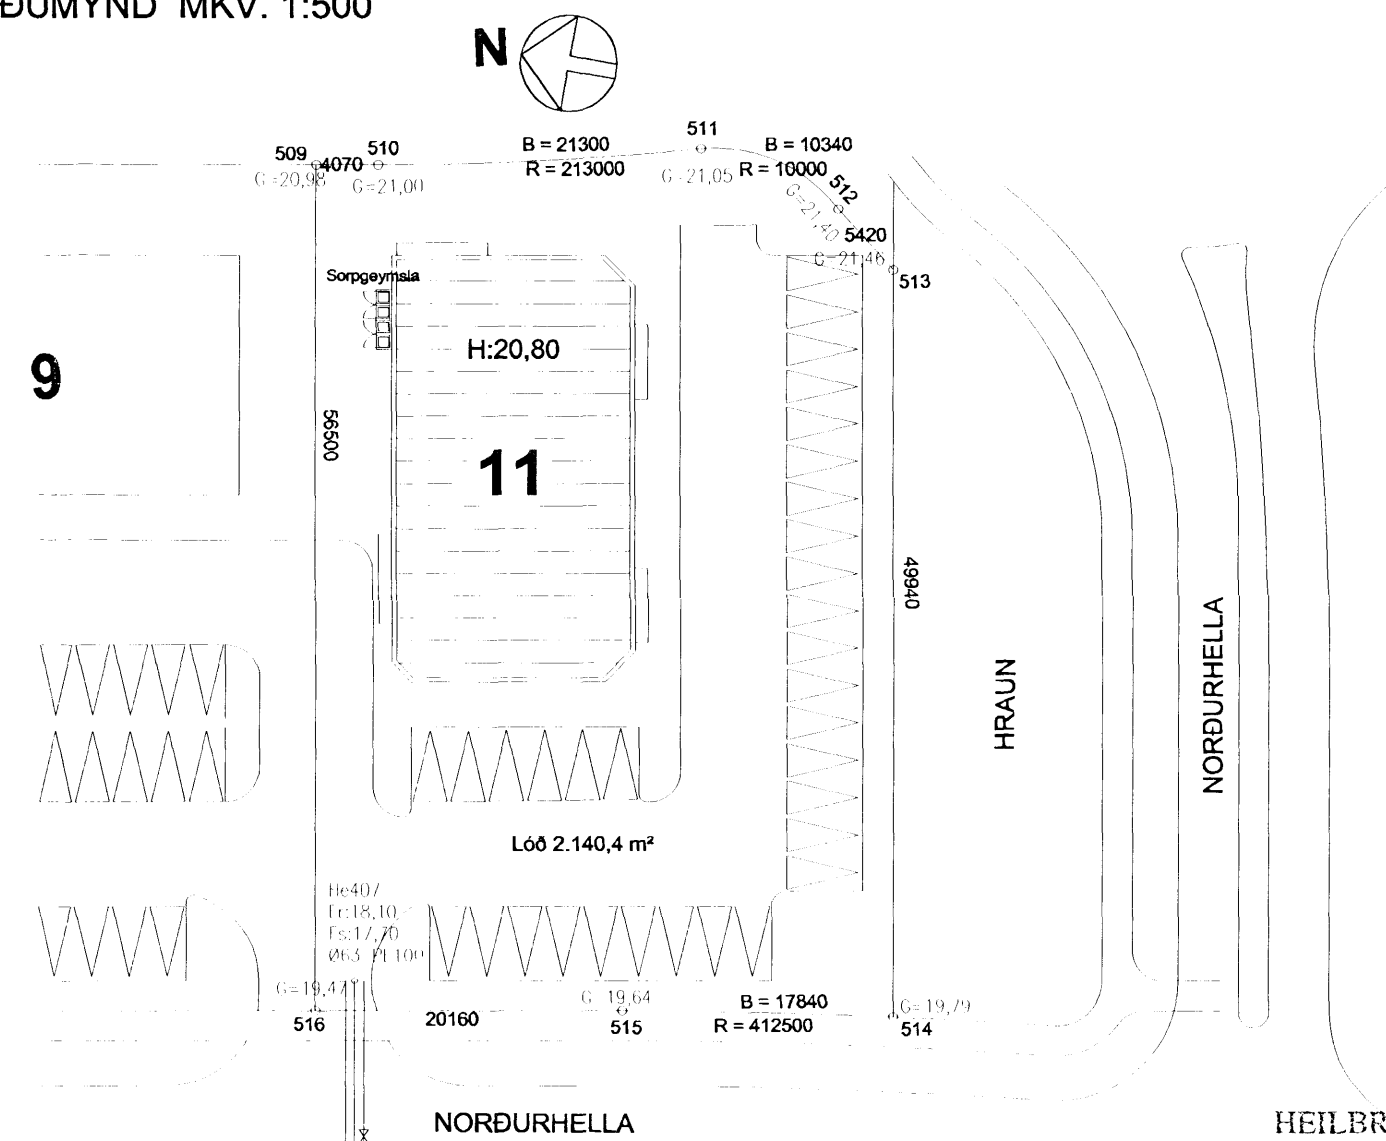 MKV. 1:500
N
511
B = 21300
B = 10340
509
4070
510
R = 213000
R = 10000
G=20,98
G=21,00
G=21,05
512
G=21,40
5420
G=21,46
513
Sorpgeymsla
H:20,80
9
56500
11
49940
HRAUN
NORÐURHELLA
Lóð 2.140,4 m²
He407
Fr:18,10
Fs:17,70
Ø63 PE100
G=19,47
G=19,64
B = 17840
G=19,79
516
20160
515
R = 412500
514
NORÐURHELLA